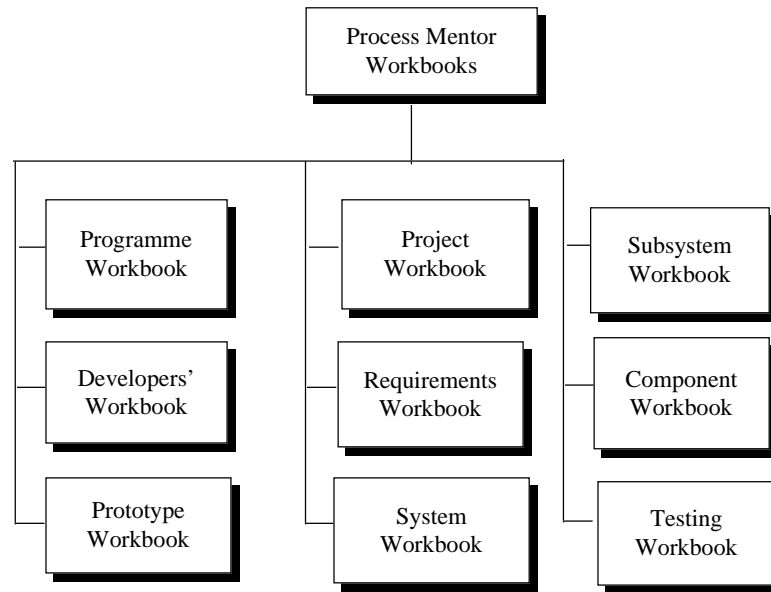 Process Mentor
Workbooks
Programme
Workbook
Project
Workbook
Subsystem
Workbook
Developers’
Workbook
Requirements
Workbook
Component
Workbook
Prototype
Workbook
System
Workbook
Testing
Workbook